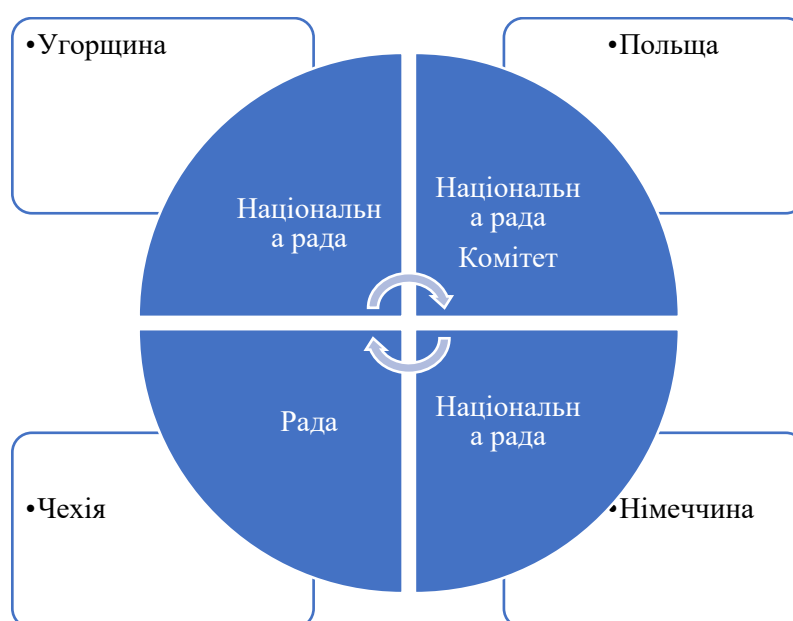 •Угорщина
•Польща
Національн
а рада
Національн
а рада
Комітет
Рада
Національн
а рада
•Чехія
•Німеччина